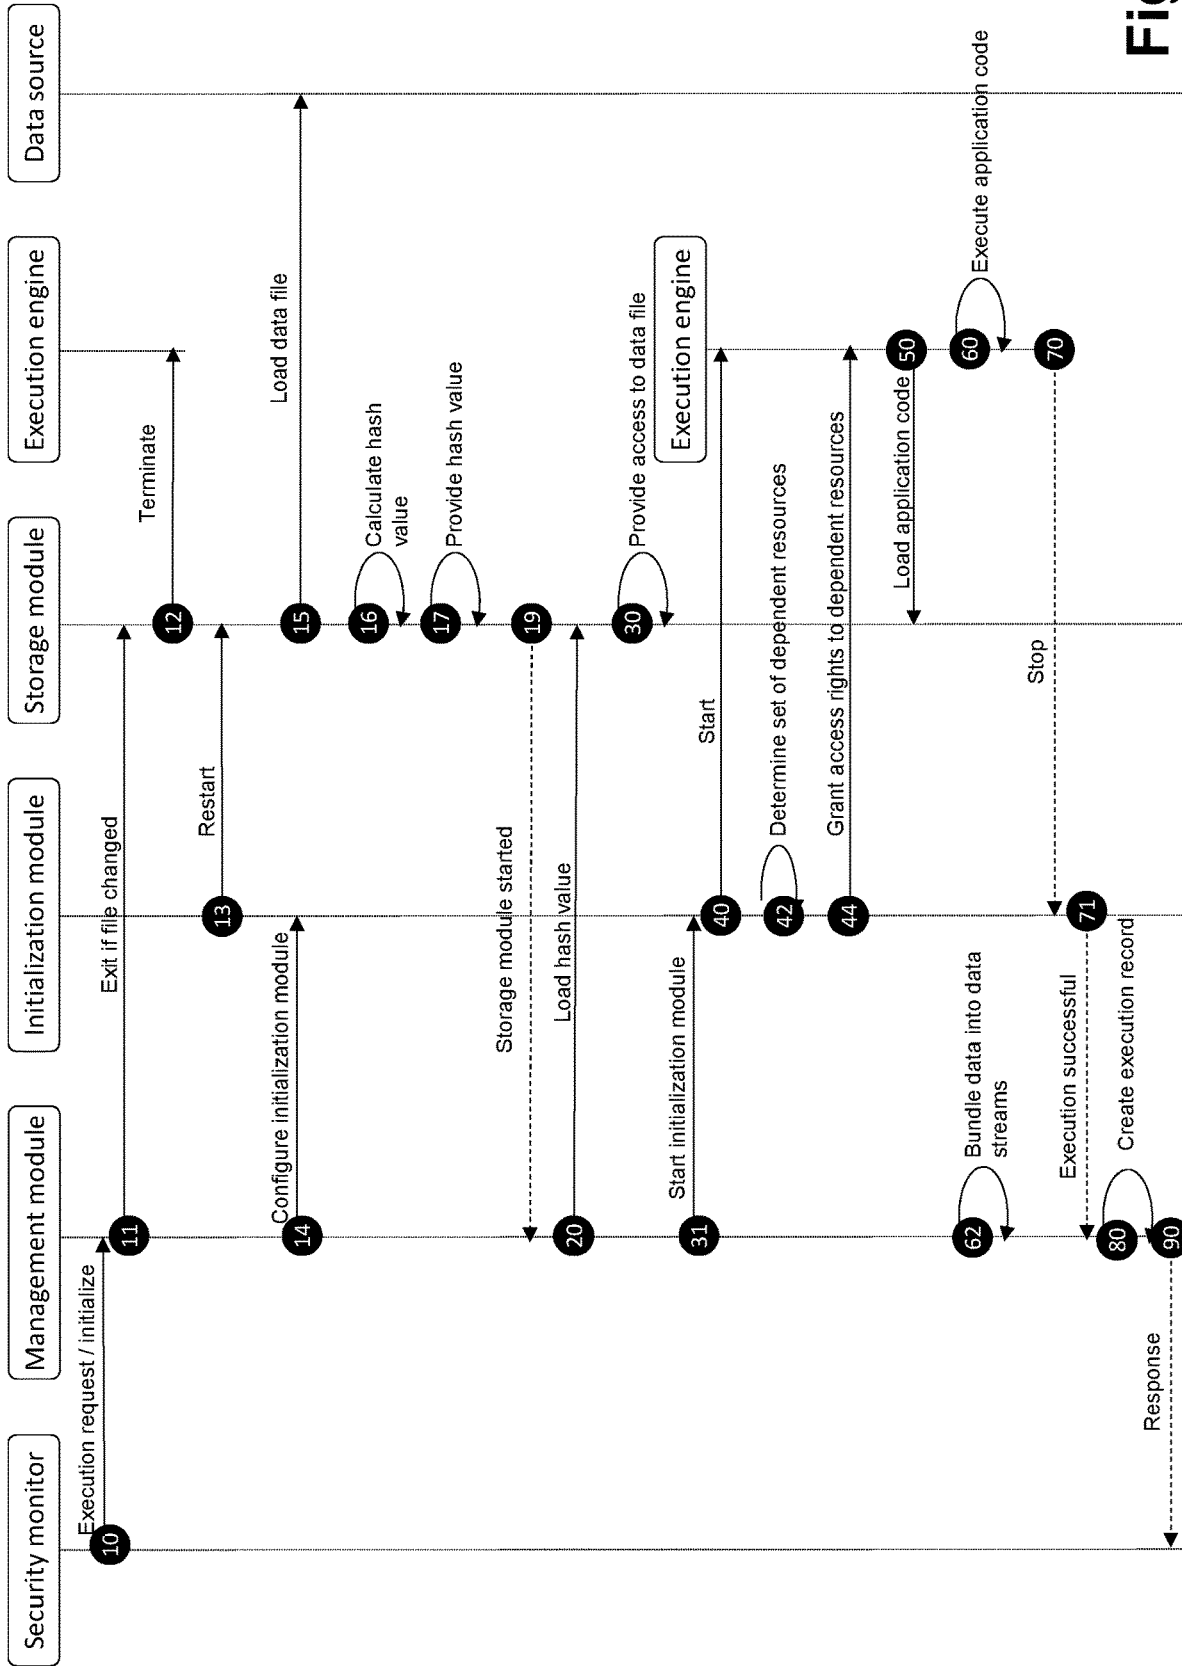 Security monitor
Management module
Initialization module
Storage module
Execution engine
Data source
10
Execution request / initialize
11
Exit if file changed
12
Terminate
13
Restart
14
Configure initialization module
15
Load data file
16
Calculate hash
value
17
Provide hash value
19
Storage module started
20
Load hash value
30
Provide access to data file
31
Start initialization module
Execution engine
40
Start
42
Determine set of dependent resources
44
Grant access rights to dependent resources
50
Load application code
60
Execute application code
62
Bundle data into data
streams
70
Stop
71
Execution successful
80
Create execution record
90
Response